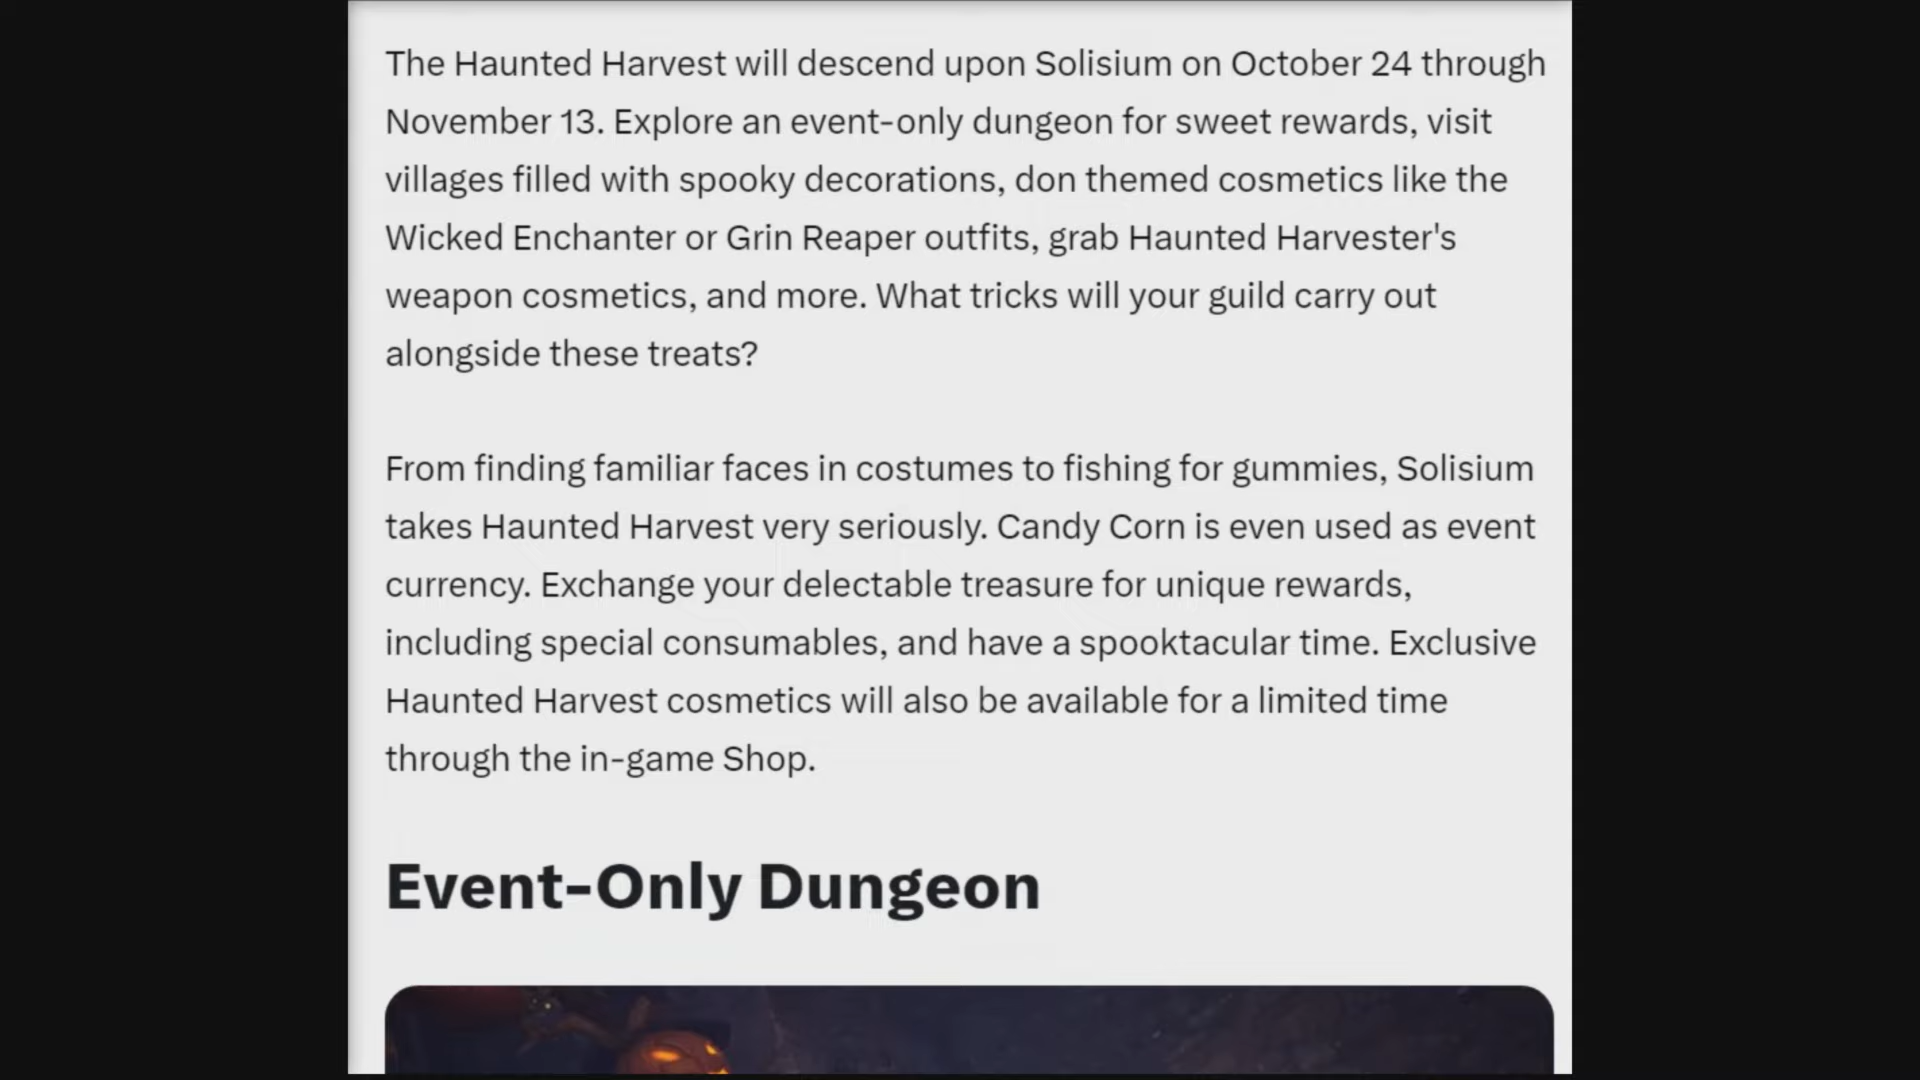 The Haunted Harvest will descend upon Solisium on October 24 through
November 13. Explore an event-only dungeon for sweet rewards, visit
villages filled with spooky decorations, don themed cosmetics like the
Wicked Enchanter or Grin Reaper outfits, grab Haunted Harvester's
weapon cosmetics, and more. What tricks will your guild carry out
alongside these treats?
From finding familiar faces in costumes to fishing for gummies, Solisium
takes Haunted Harvest very seriously. Candy Corn is even used as event
currency. Exchange your delectable treasure for unique rewards,
including special consumables, and have a spooktacular time. Exclusive
Haunted Harvest cosmetics will also be available for a limited time
through the in-game Shop.
Event-Only Dungeon